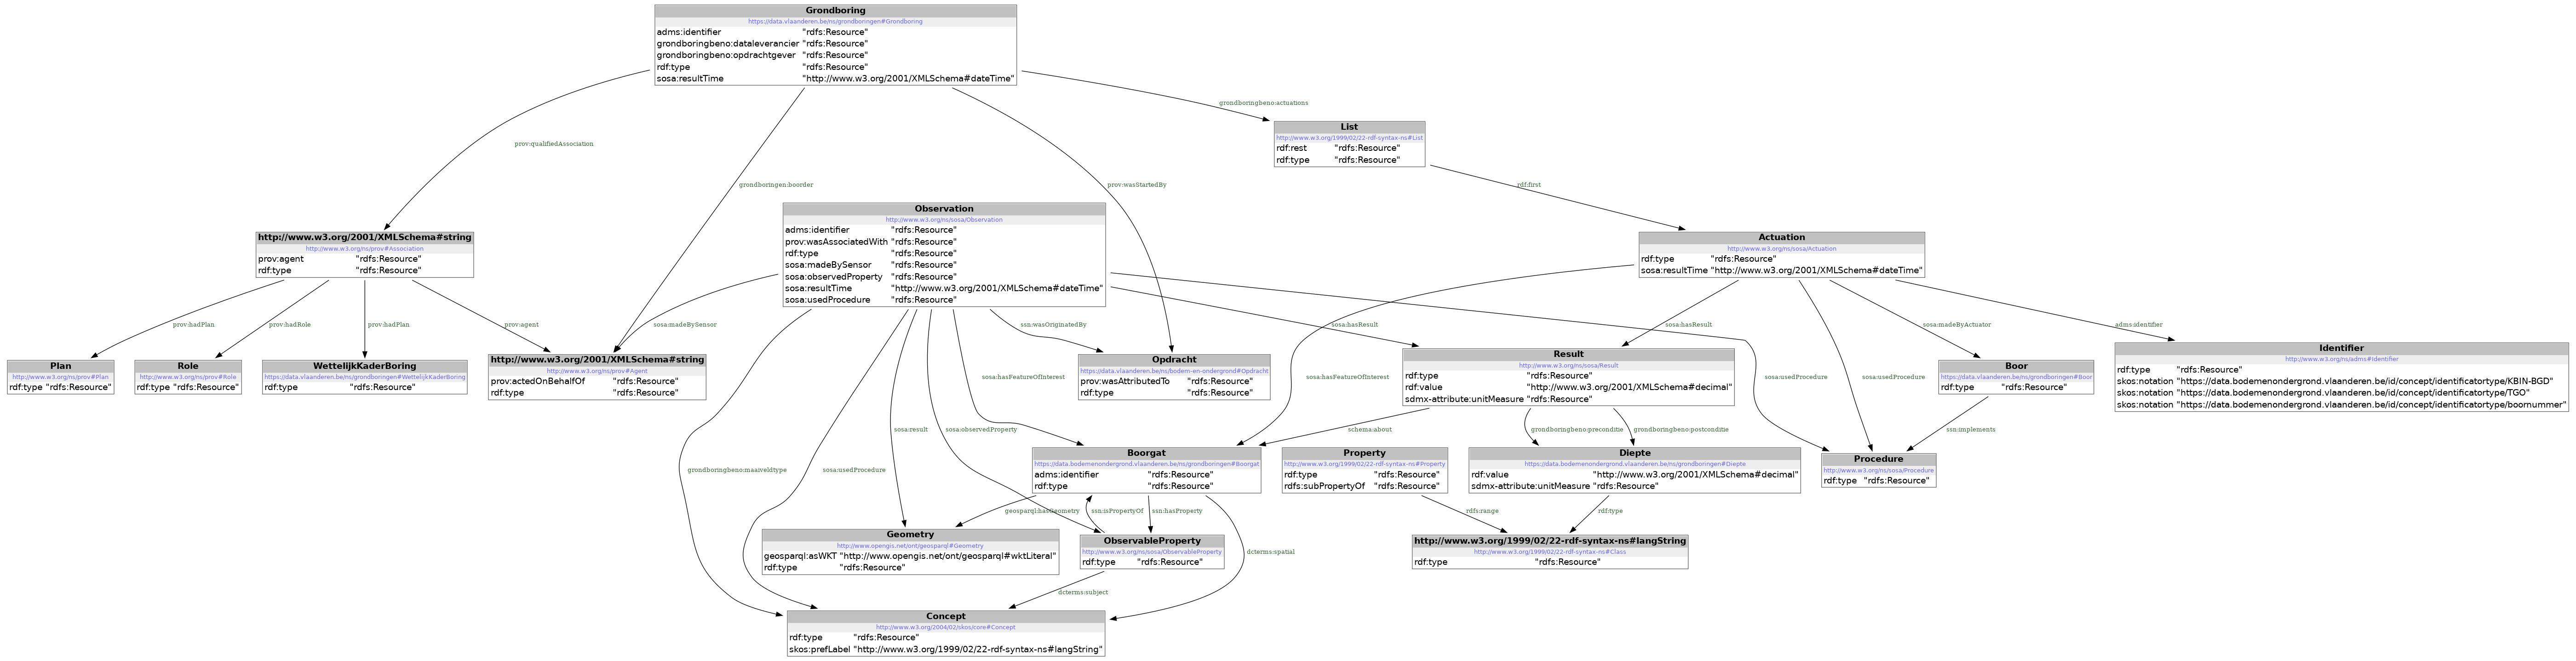 Grondboring
https://data.vlaanderen.be/ns/grondboringen#Grondboring
adms:identifier "rdfs:Resource"
grondboringbeno:dataleverancier "rdfs:Resource"
grondboringbeno:opdrachtgever "rdfs:Resource"
rdf:type "rdfs:Resource"
sosa:resultTime "http://www.w3.org/2001/XMLSchema#dateTime"
grondboringbeno:actuations
List
http://www.w3.org/1999/02/22-rdf-syntax-ns#List
rdf:rest "rdfs:Resource"
rdf:type "rdfs:Resource"
prov:qualifiedAssociation
grondboringen:boorder
prov:wasStartedBy
rdf:first
Observation
http://www.w3.org/ns/sosa/Observation
adms:identifier "rdfs:Resource"
prov:wasAssociatedWith "rdfs:Resource"
rdf:type "rdfs:Resource"
sosa:madeBySensor "rdfs:Resource"
sosa:observedProperty "rdfs:Resource"
sosa:resultTime "http://www.w3.org/2001/XMLSchema#dateTime"
sosa:usedProcedure "rdfs:Resource"
http://www.w3.org/2001/XMLSchema#string
http://www.w3.org/ns/prov#Association
prov:agent "rdfs:Resource"
rdf:type "rdfs:Resource"
Actuation
http://www.w3.org/ns/sosa/Actuation
rdf:type "rdfs:Resource"
sosa:resultTime "http://www.w3.org/2001/XMLSchema#dateTime"
prov:hadPlan
prov:hadRole
prov:hadPlan
prov:agent
sosa:madeBySensor
ssn:wasOriginatedBy
sosa:hasResult
sosa:hasResult
sosa:madeByActuator
adms:identifier
Plan
http://www.w3.org/ns/prov#Plan
rdf:type "rdfs:Resource"
Role
http://www.w3.org/ns/prov#Role
rdf:type "rdfs:Resource"
WettelijkKaderBoring
https://data.vlaanderen.be/ns/grondboringen#WettelijkKaderBoring
rdf:type "rdfs:Resource"
http://www.w3.org/2001/XMLSchema#string
http://www.w3.org/ns/prov#Agent
prov:actedOnBehalfOf "rdfs:Resource"
rdf:type "rdfs:Resource"
Opdracht
https://data.vlaanderen.be/ns/bodem-en-ondergrond#Opdracht
prov:wasAttributedTo "rdfs:Resource"
rdf:type "rdfs:Resource"
Result
http://www.w3.org/ns/sosa/Result
rdf:type "rdfs:Resource"
rdf:value "http://www.w3.org/2001/XMLSchema#decimal"
sdmx-attribute:unitMeasure "rdfs:Resource"
Boor
https://data.vlaanderen.be/ns/grondboringen#Boor
rdf:type "rdfs:Resource"
Identifier
http://www.w3.org/ns/adms#Identifier
rdf:type "rdfs:Resource"
skos:notation "https://data.bodemenondergrond.vlaanderen.be/id/concept/identificatortype/KBIN-BGD"
skos:notation "https://data.bodemenondergrond.vlaanderen.be/id/concept/identificatortype/TGO"
skos:notation "https://data.bodemenondergrond.vlaanderen.be/id/concept/identificatortype/boornummer"
sosa:hasFeatureOfInterest
sosa:hasFeatureOfInterest
sosa:usedProcedure
sosa:usedProcedure
sosa:result
sosa:observedProperty
schema:about
grondboringbeno:preconditie
grondboringbeno:postconditie
ssn:implements
Boorgat
https://data.bodemenondergrond.vlaanderen.be/ns/grondboringen#Boorgat
adms:identifier "rdfs:Resource"
rdf:type "rdfs:Resource"
Property
http://www.w3.org/1999/02/22-rdf-syntax-ns#Property
rdf:type "rdfs:Resource"
rdfs:subPropertyOf "rdfs:Resource"
Diepte
https://data.bodemenondergrond.vlaanderen.be/ns/grondboringen#Diepte
rdf:value "http://www.w3.org/2001/XMLSchema#decimal"
sdmx-attribute:unitMeasure "rdfs:Resource"
Procedure
http://www.w3.org/ns/sosa/Procedure
rdf:type "rdfs:Resource"
grondboringbeno:maaiveldtype
sosa:usedProcedure
geosparql:hasGeometry
ssn:isPropertyOf
ssn:hasProperty
rdfs:range
rdf:type
Geometry
http://www.opengis.net/ont/geosparql#Geometry
geosparql:asWKT "http://www.opengis.net/ont/geosparql#wktLiteral"
rdf:type "rdfs:Resource"
ObservableProperty
http://www.w3.org/ns/sosa/ObservableProperty
rdf:type "rdfs:Resource"
dcterms:spatial
http://www.w3.org/1999/02/22-rdf-syntax-ns#langString
http://www.w3.org/1999/02/22-rdf-syntax-ns#Class
rdf:type "rdfs:Resource"
dcterms:subject
Concept
http://www.w3.org/2004/02/skos/core#Concept
rdf:type "rdfs:Resource"
skos:prefLabel "http://www.w3.org/1999/02/22-rdf-syntax-ns#langString"